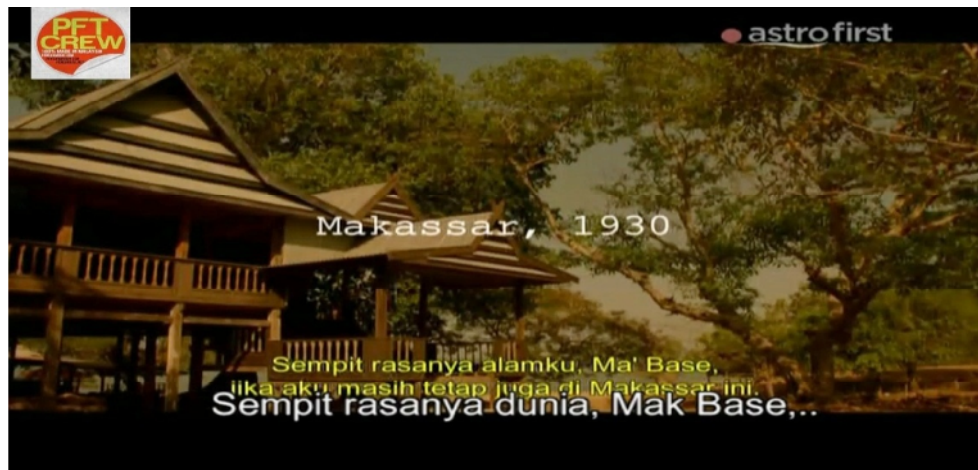 PFT
CREW
astro first
Makassar, 1930
Sempit rasanya alamku, Ma' Base,
jika aku masih tetap juga di Makassar ini.
Sempit rasanya dunia, Mak Base,..